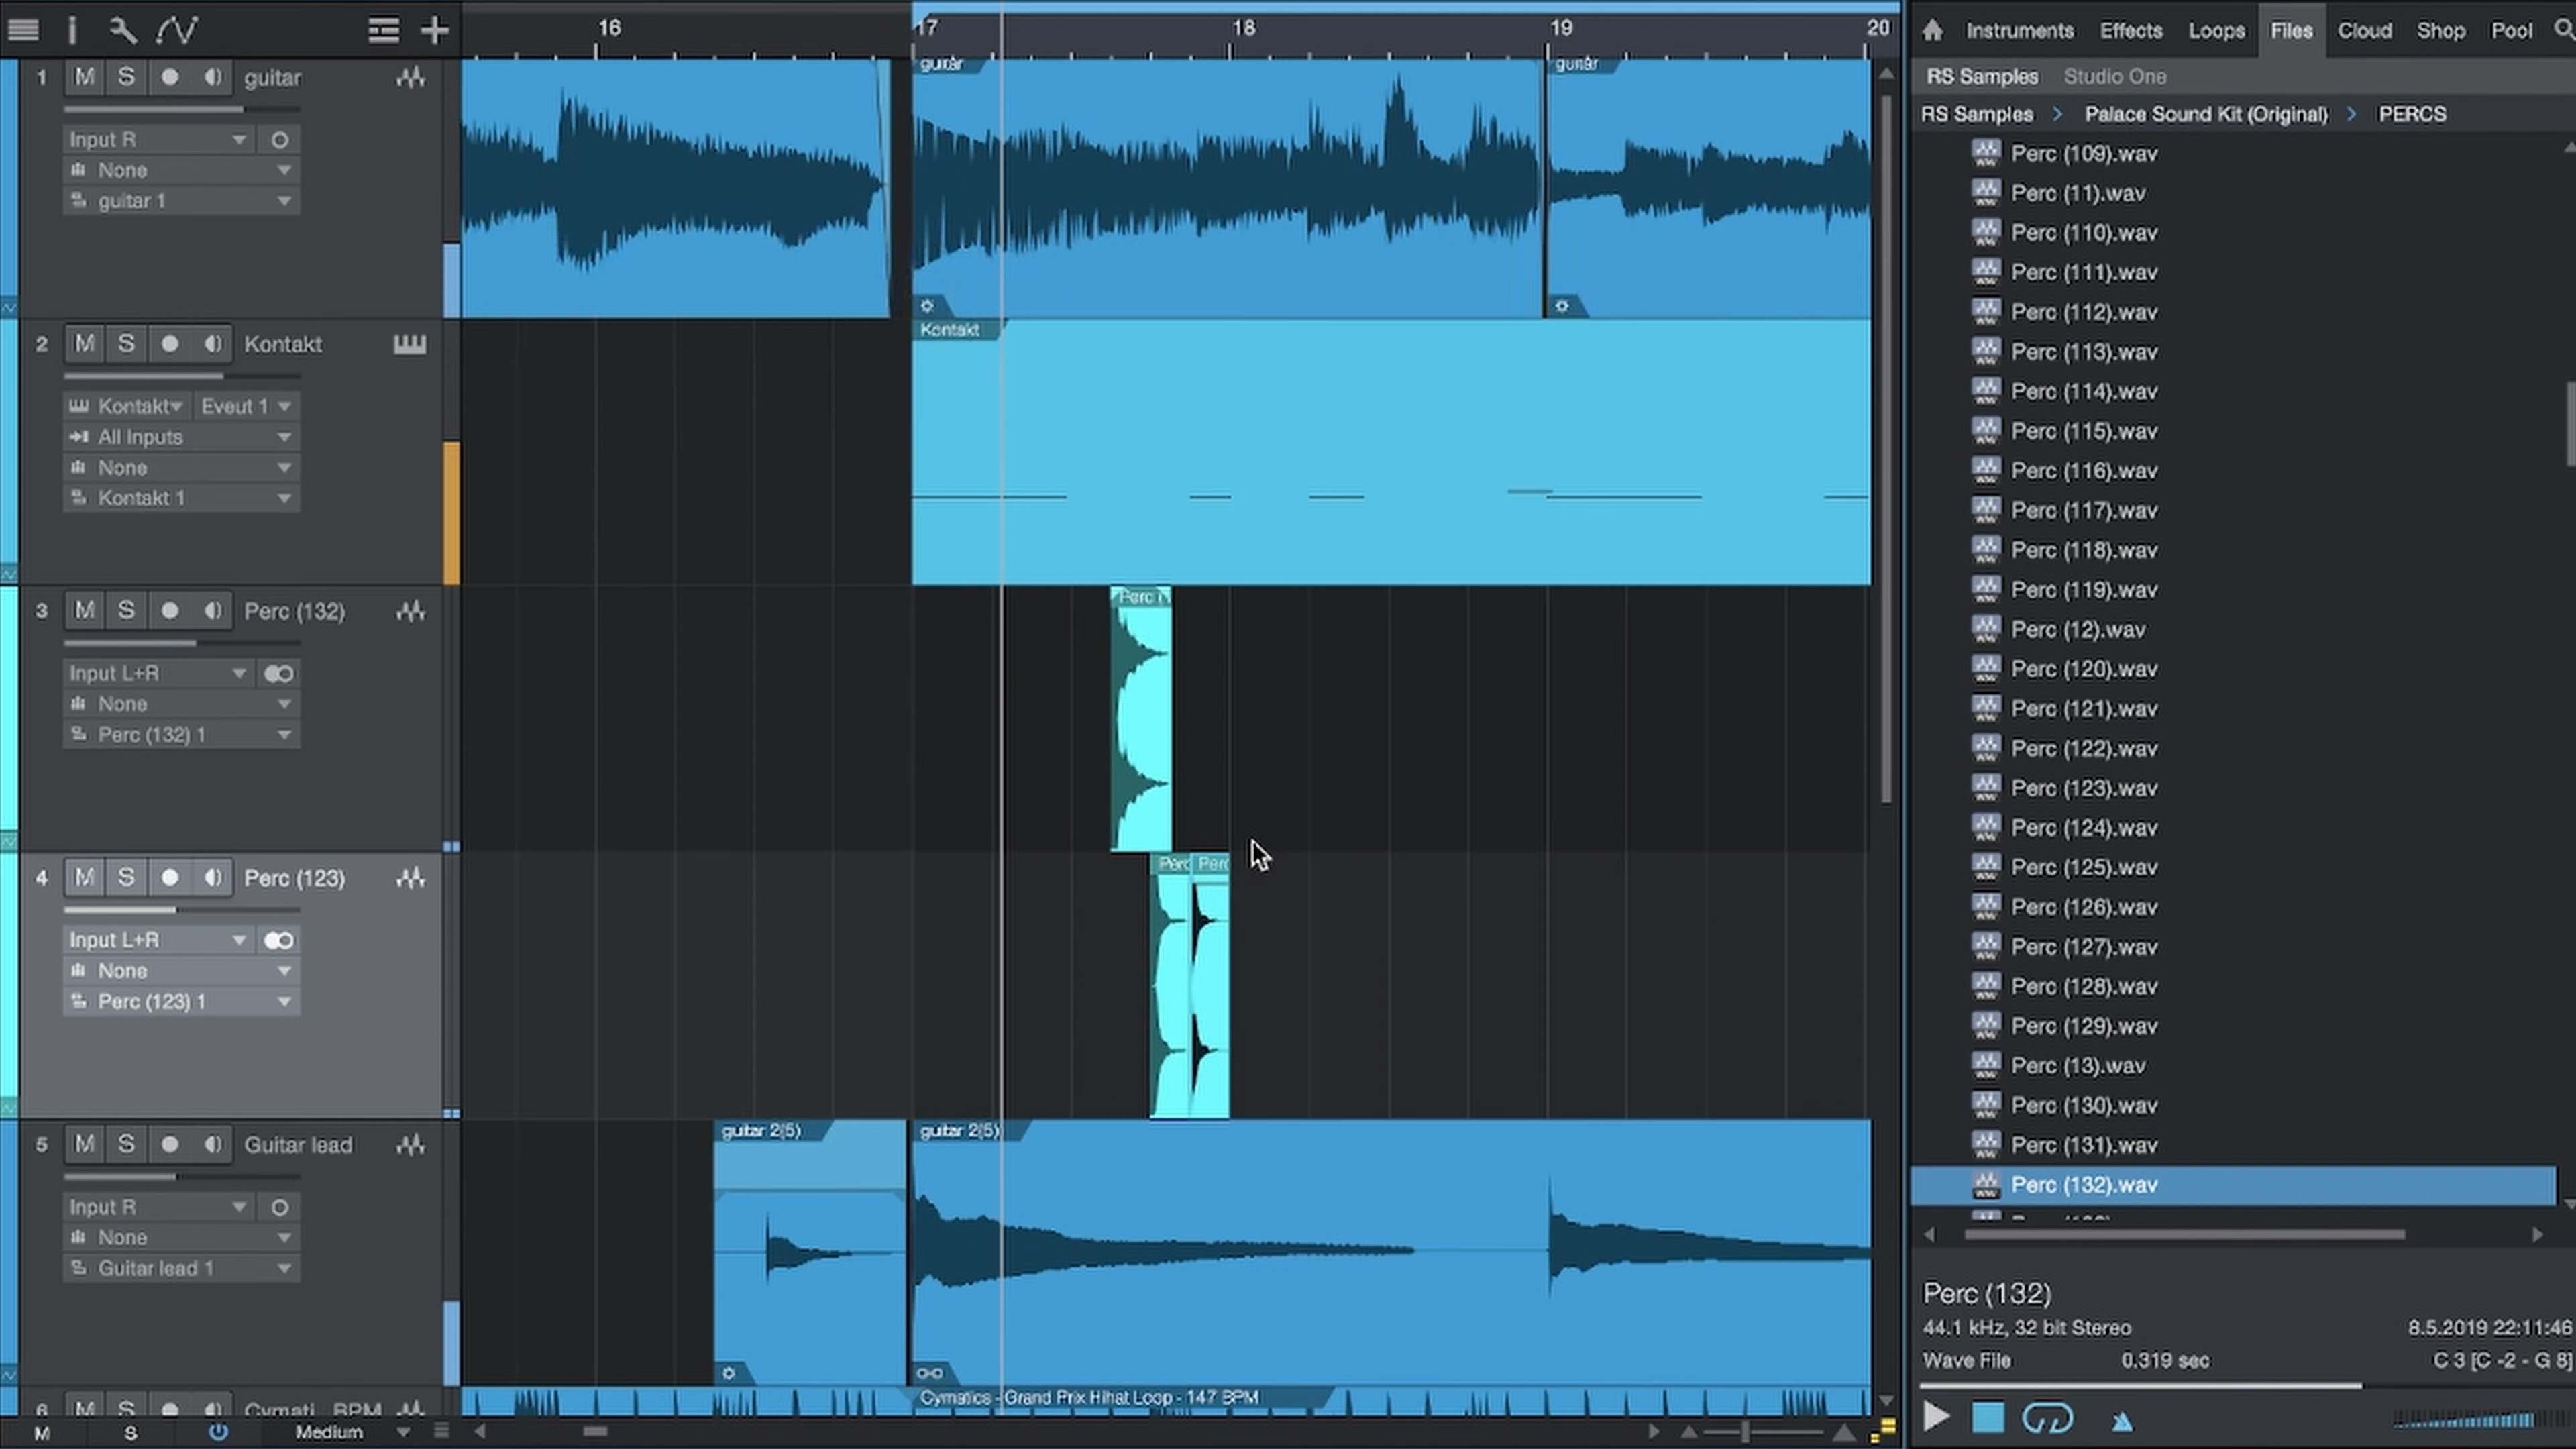 16 17 18 19 20
Instruments Effects Loops Files Cloud Shop Pool
RS Samples Studio One
RS Samples > Palace Sound Kit (Original) > PERCS
1 M S guitar
Input R
None
guitar 1
guitar
guitar
2 M S Kontakt
Kontakt Eveut 1
All Inputs
None
Kontakt 1
Kontakt
3 M S Perc (132)
Input L+R
None
Perc (132) 1
Perc
4 M S Perc (123)
Input L+R
None
Perc (123) 1
Perc Perc
5 M S Guitar lead
Input R
None
Guitar lead 1
guitar 2(5) guitar 2(5)
6 M S Cymati.. BPM
Cymatics - Grand Prix Hihat Loop - 147 BPM
M S Medium
Perc (109).wav
Perc (11).wav
Perc (110).wav
Perc (111).wav
Perc (112).wav
Perc (113).wav
Perc (114).wav
Perc (115).wav
Perc (116).wav
Perc (117).wav
Perc (118).wav
Perc (119).wav
Perc (12).wav
Perc (120).wav
Perc (121).wav
Perc (122).wav
Perc (123).wav
Perc (124).wav
Perc (125).wav
Perc (126).wav
Perc (127).wav
Perc (128).wav
Perc (129).wav
Perc (13).wav
Perc (130).wav
Perc (131).wav
Perc (132).wav
Perc (132)
44.1 kHz, 32 bit Stereo 8.5.2019 22:11:46
Wave File 0.319 sec C 3 [C -2 - G 8]